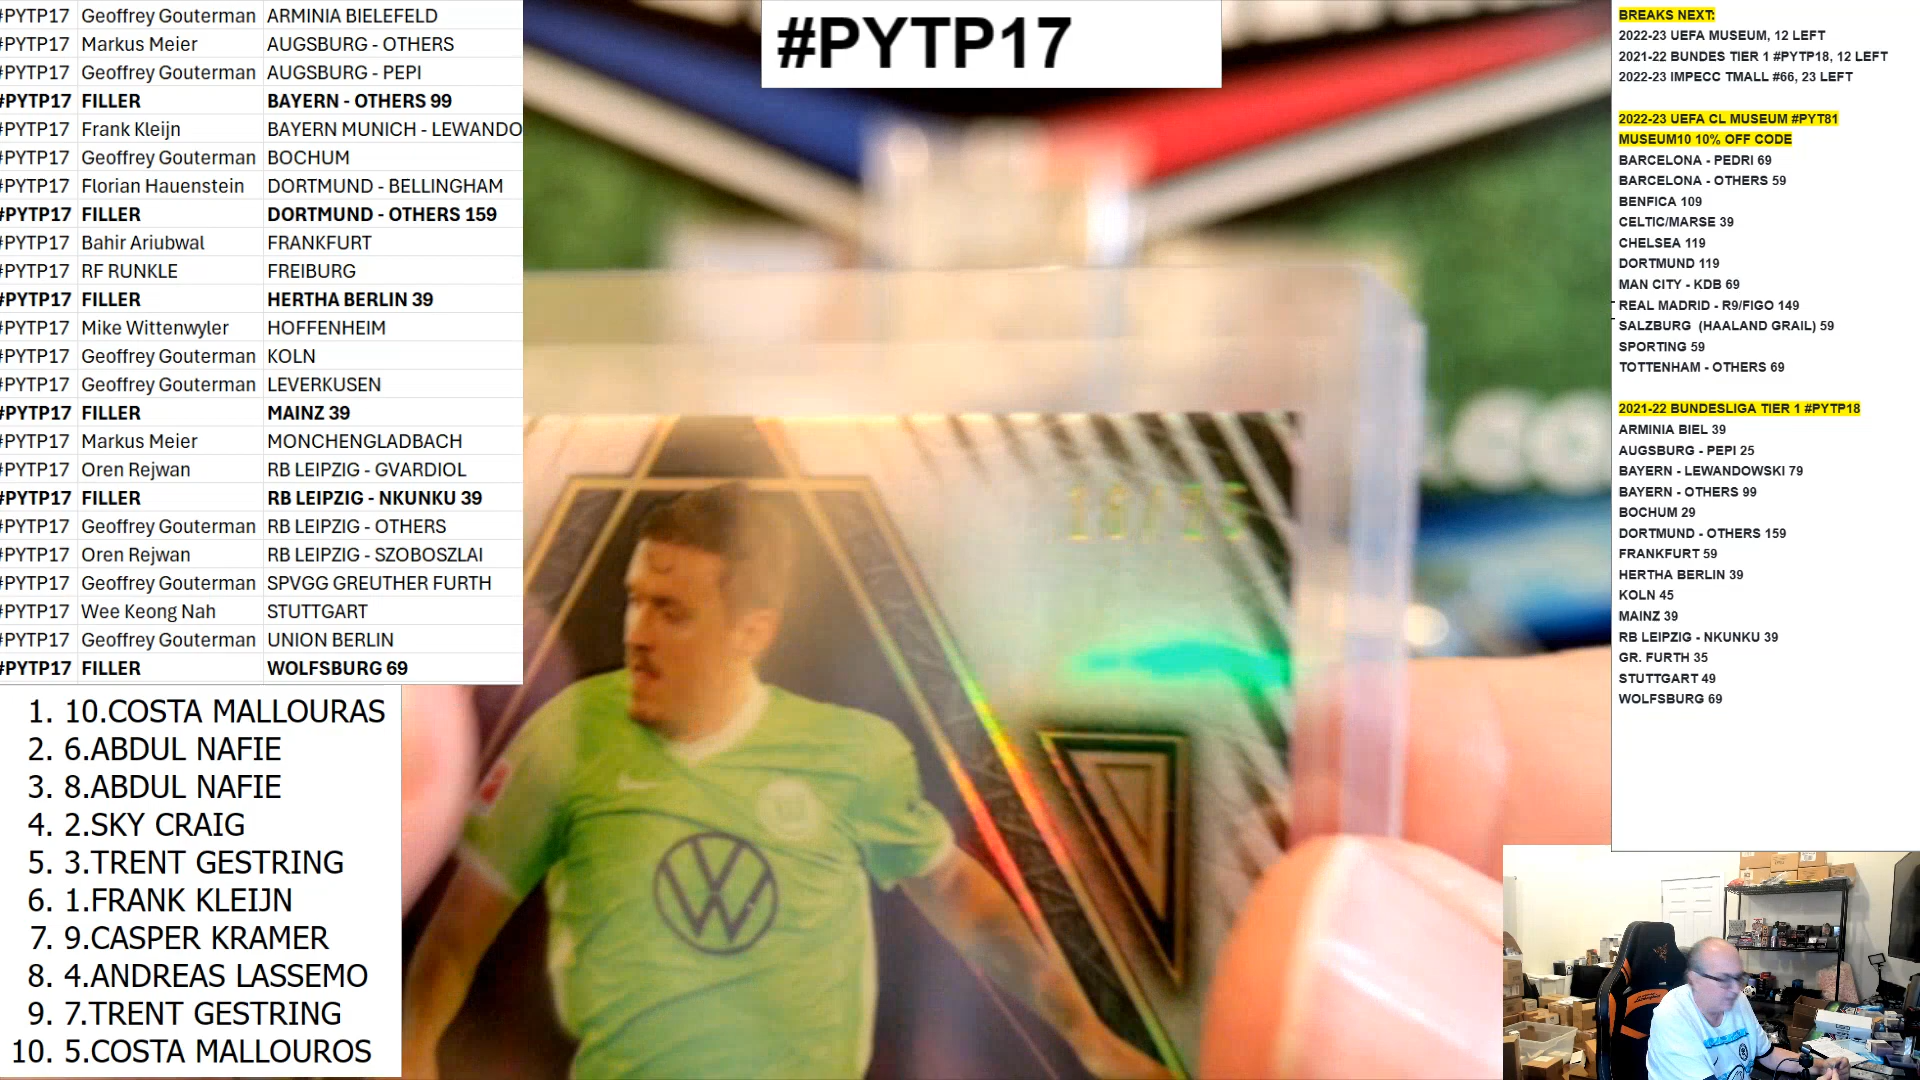 #PYTP17 Geoffrey Gouterman ARMINIA BIELEFELD
#PYTP17 Markus Meier AUGSBURG - OTHERS
#PYTP17 Geoffrey Gouterman AUGSBURG - PEPI
#PYTP17 FILLER BAYERN - OTHERS 99
#PYTP17 Frank Kleijn BAYERN MUNICH - LEWANDO
#PYTP17 Geoffrey Gouterman BOCHUM
#PYTP17 Florian Hauenstein DORTMUND - BELLINGHAM
#PYTP17 FILLER DORTMUND - OTHERS 159
#PYTP17 Bahir Ariubwal FRANKFURT
#PYTP17 RF RUNKLE FREIBURG
#PYTP17 FILLER HERTHA BERLIN 39
#PYTP17 Mike Wittenwyler HOFFENHEIM
#PYTP17 Geoffrey Gouterman KOLN
#PYTP17 Geoffrey Gouterman LEVERKUSEN
#PYTP17 FILLER MAINZ 39
#PYTP17 Markus Meier MONCHENGLADBACH
#PYTP17 Oren Rejwan RB LEIPZIG - GVARDIOL
#PYTP17 FILLER RB LEIPZIG - NKUNKU 39
#PYTP17 Geoffrey Gouterman RB LEIPZIG - OTHERS
#PYTP17 Oren Rejwan RB LEIPZIG - SZOBOSZLAI
#PYTP17 Geoffrey Gouterman SPVGG GREUTHER FURTH
#PYTP17 Wee Keong Nah STUTTGART
#PYTP17 Geoffrey Gouterman UNION BERLIN
#PYTP17 FILLER WOLFSBURG 69
1. 10.COSTA MALLOURAS
2. 6.ABDUL NAFIE
3. 8.ABDUL NAFIE
4. 2.SKY CRAIG
5. 3.TRENT GESTRING
6. 1.FRANK KLEIJN
7. 9.CASPER KRAMER
8. 4.ANDREAS LASSEMO
9. 7.TRENT GESTRING
10. 5.COSTA MALLOUROS
#PYTP17
.CO
BREAKS NEXT:
2022-23 UEFA MUSEUM, 12 LEFT
2021-22 BUNDES TIER 1 #PYTP18, 12 LEFT
2022-23 IMPECC TMALL #66, 23 LEFT
2022-23 UEFA CL MUSEUM #PYT81
MUSEUM10 10% OFF CODE
BARCELONA - PEDRI 69
BARCELONA - OTHERS 59
BENFICA 109
CELTIC/MARSE 39
CHELSEA 119
DORTMUND 119
MAN CITY - KDB 69
REAL MADRID - R9/FIGO 149
SALZBURG (HAALAND GRAIL) 59
SPORTING 59
TOTTENHAM - OTHERS 69
2021-22 BUNDESLIGA TIER 1 #PYTP18
ARMINIA BIEL 39
AUGSBURG - PEPI 25
BAYERN - LEWANDOWSKI 79
BAYERN - OTHERS 99
BOCHUM 29
DORTMUND - OTHERS 159
FRANKFURT 59
HERTHA BERLIN 39
KOLN 45
MAINZ 39
RB LEIPZIG - NKUNKU 39
GR. FURTH 35
STUTTGART 49
WOLFSBURG 69